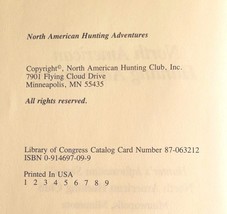 North American Hunting Adventures
Copyright©, North American Hunting Club, Inc.
7901 Flying Cloud Drive
Minneapolis, MN 55435
All rights reserved.
Library of Congress Catalog Card Number 87-063212
ISBN 0-914697-09-9
Printed in USA
1 2 3 4 5 6 7 8 9